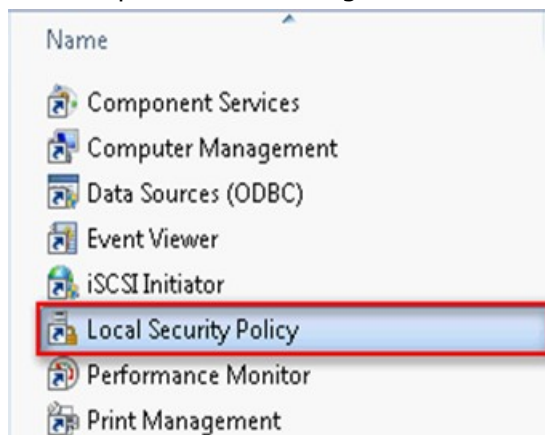 Name
Component Services
Computer Management
Data Sources (ODBC)
Event Viewer
iSCSI Initiator
Local Security Policy
Performance Monitor
Print Management